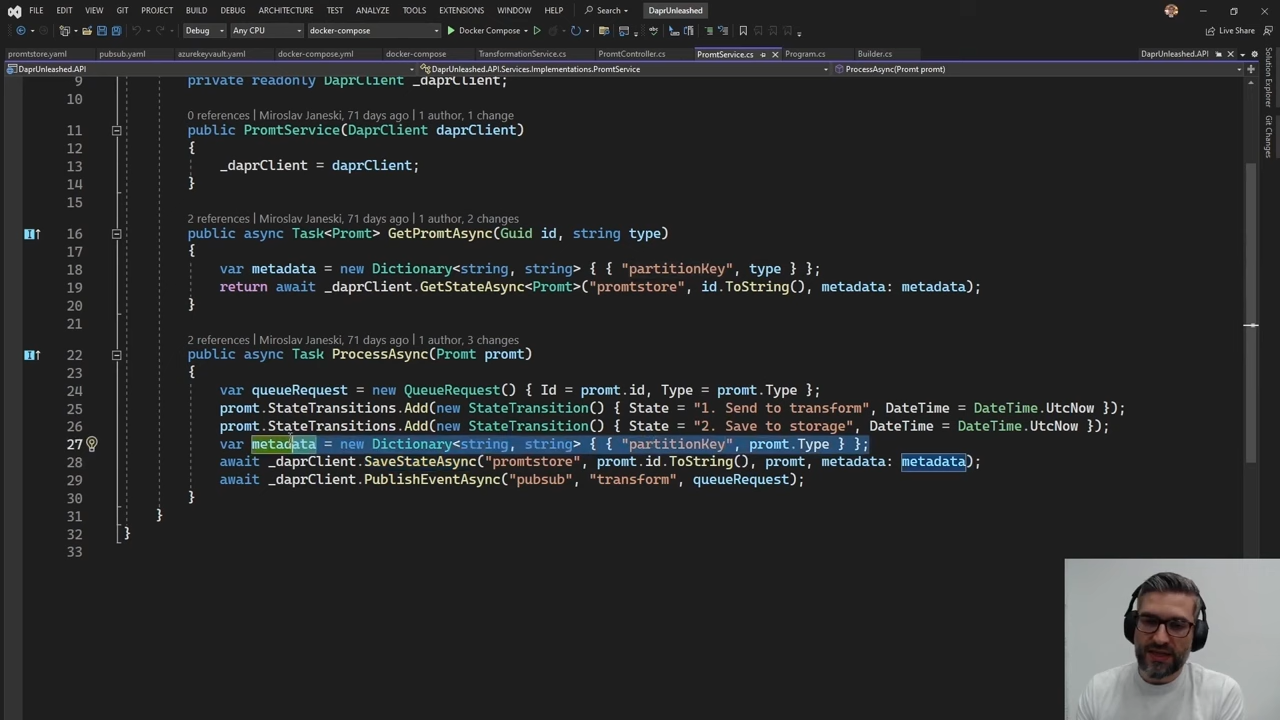 FILE EDIT VIEW GIT PROJECT BUILD DEBUG ARCHITECTURE TEST ANALYZE TOOLS EXTENSIONS WINDOW HELP Search DaprUnleashed
Debug Any CPU docker-compose Docker Compose Live Share
promtstore.yaml pubsub.yaml azurekeyvault.yaml docker-compose.yml docker-compose TransformationService.cs PromtController.cs PromtService.cs Program.cs Builder.cs DaprUnleashed.API
DaprUnleashed.API DaprUnleashed.API.Services.Implementations.PromtService ProcessAsync(Promt promt)
Solution Explorer
Git Changes
9 private readonly DaprClient _daprClient;
10
0 references | Miroslav Janeski, 71 days ago | 1 author, 1 change
11 public PromtService(DaprClient daprClient)
12 {
13 _daprClient = daprClient;
14 }
15
2 references | Miroslav Janeski, 71 days ago | 1 author, 2 changes
16 public async Task<Promt> GetPromtAsync(Guid id, string type)
17 {
18 var metadata = new Dictionary<string, string> { { "partitionKey", type } };
19 return await _daprClient.GetStateAsync<Promt>("promtstore", id.ToString(), metadata: metadata);
20 }
21
2 references | Miroslav Janeski, 71 days ago | 1 author, 3 changes
22 public async Task ProcessAsync(Promt promt)
23 {
24 var queueRequest = new QueueRequest() { Id = promt.id, Type = promt.Type };
25 promt.StateTransitions.Add(new StateTransition() { State = "1. Send to transform", DateTime = DateTime.UtcNow });
26 promt.StateTransitions.Add(new StateTransition() { State = "2. Save to storage", DateTime = DateTime.UtcNow });
27 var metadata = new Dictionary<string, string> { { "partitionKey", promt.Type } };
28 await _daprClient.SaveStateAsync("promtstore", promt.id.ToString(), promt, metadata: metadata);
29 await _daprClient.PublishEventAsync("pubsub", "transform", queueRequest);
30 }
31 }
32 }
33